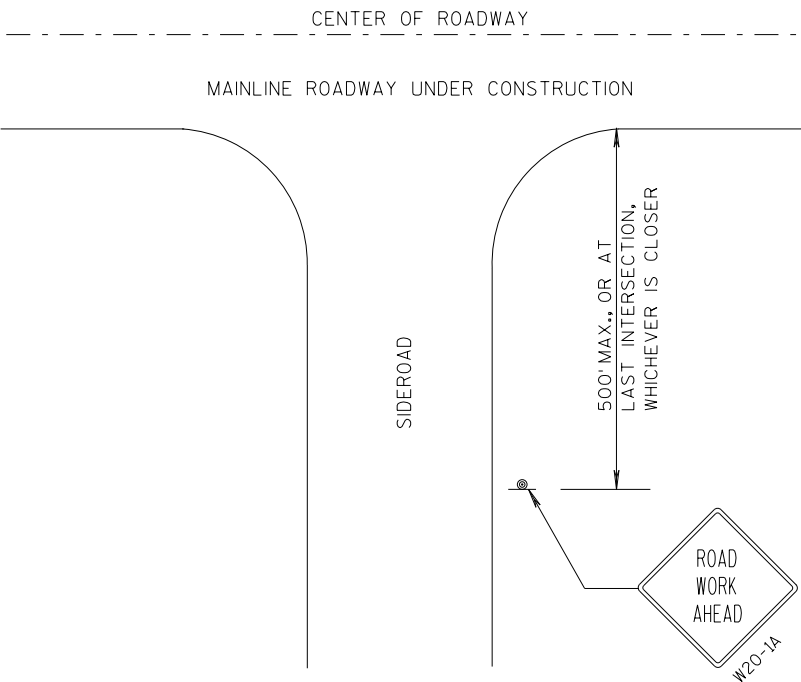 CENTER OF ROADWAY
MAINLINE ROADWAY UNDER CONSTRUCTION
SIDEROAD
500' MAX., OR AT
LAST INTERSECTION,
WHICHEVER IS CLOSER
ROAD
WORK
AHEAD
W20-1A